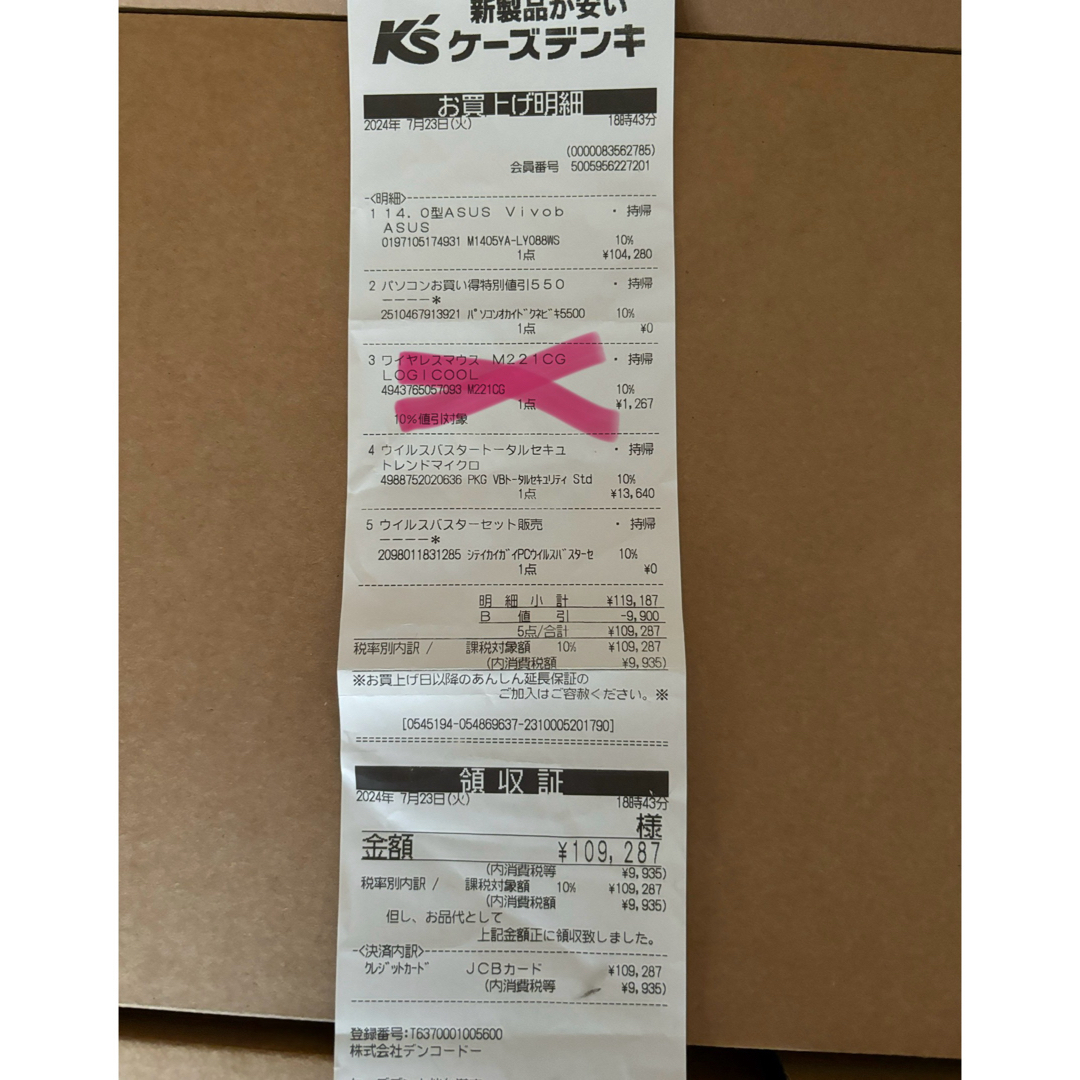 新製品が安い
K's ケーズデンキ
お買上げ明細
2024年 7月23日(火) 18時43分
(0000083562785)
会員番号 5005956227201
-<明細>-
1 14.0型ASUS Vivob ・ 持帰
ASUS
0197105174931 M1405YA-LY088WS 10%
1点 ¥104,280
2 パソコンお買い得特別値引550 ・ 持帰
ーーーー*
2510467913921 パソコンオカイドクネビキ5500 10%
1点 ¥0
3 ワイヤレスマウス M221CG ・ 持帰
LOGICOOL
4943765057093 M221CG 10%
1点 ¥1,267
10%値引対象
4 ウイルスバスタートータルセキュ ・ 持帰
トレンドマイクロ
4988752020636 PKG VBトータルセキュリティ Std 10%
1点 ¥13,640
5 ウイルスバスターセット販売 ・ 持帰
ーーーー*
2098011831285 シテイカイガイPCウイルスバスターセ 10%
1点 ¥0
明 細 小 計 ¥119,187
B 値 引 -9,900
5点/合計 ¥109,287
税率別内訳 / 課税対象額 10% ¥109,287
(内消費税額 ¥9,935)
※お買上げ日以降のあんしん延長保証の
ご加入はご容赦ください。※
[0545194-054869637-2310005201790]
領収証
2024年 7月23日(火) 18時43分
様
金額 ¥109,287
(内消費税等 ¥9,935)
税率別内訳 / 課税対象額 10% ¥109,287
(内消費税額 ¥9,935)
但し、お品代として
上記金額正に領収致しました。
-<決済内訳>-
クレジットカード JCBカード ¥109,287
(内消費税等 ¥9,935)
登録番号:T6370001005600
株式会社デンコードー